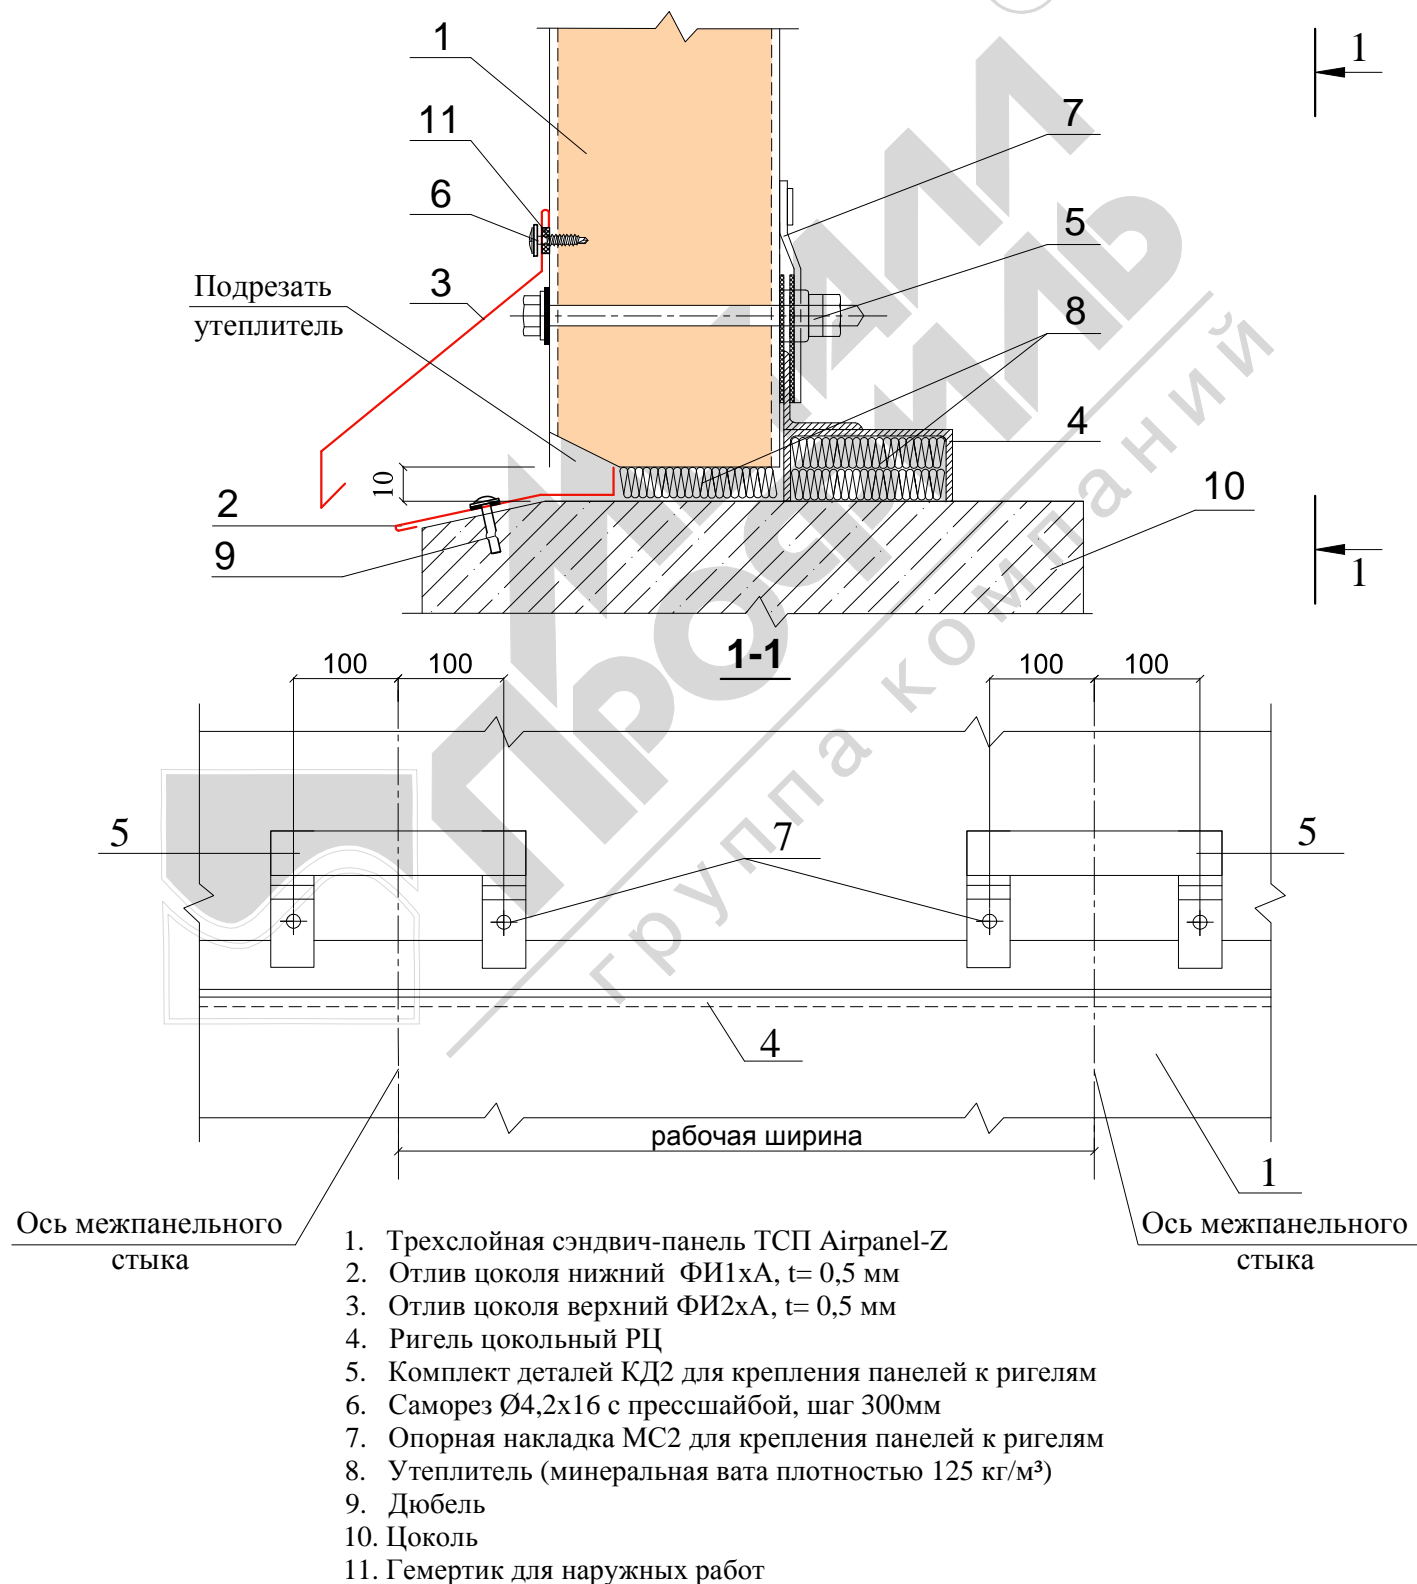 1
1
11
7
6
5
Подрезать
утеплитель
3
8
4
10
10
2
9
1
МЕТАЛЛ
ПРОФИЛЬ
группа компаний
1-1
100
100
100
100
5
7
5
4
рабочая ширина
1
Ось межпанельного
стыка
Ось межпанельного
стыка
1. Трехслойная сэндвич-панель ТСП Airpanel-Z
2. Отлив цоколя нижний ФИ1хА, t= 0,5 мм
3. Отлив цоколя верхний ФИ2хА, t= 0,5 мм
4. Ригель цокольный РЦ
5. Комплект деталей КД2 для крепления панелей к ригелям
6. Саморез Ø4,2х16 с прессшайбой, шаг 300мм
7. Опорная накладка МС2 для крепления панелей к ригелям
8. Утеплитель (минеральная вата плотностью 125 кг/м³)
9. Дюбель
10. Цоколь
11. Гемертик для наружных работ